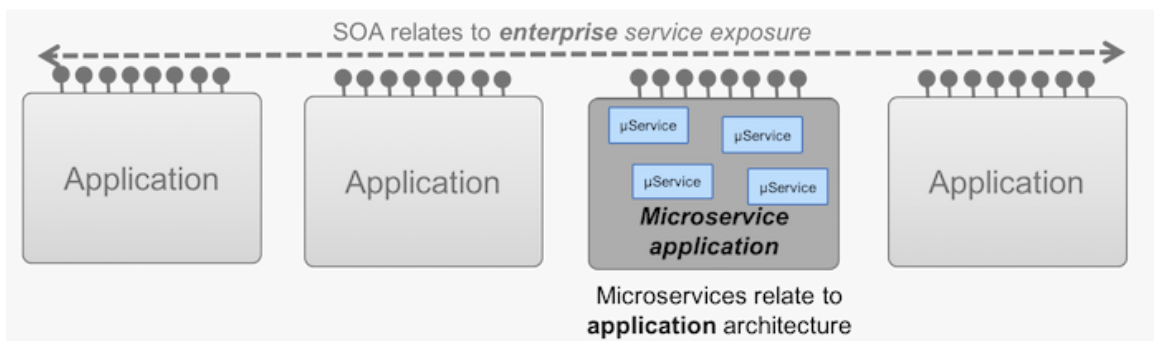 SOA relates to enterprise service exposure
Application
Application
µService
µService
µService
µService
Microservice
application
Application
Microservices relate to
application architecture